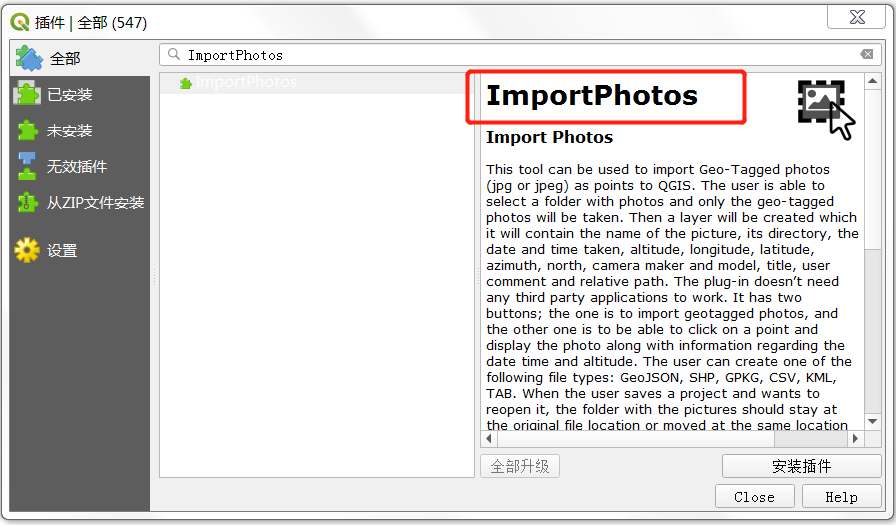 插件 | 全部 (547)
全部
已安装
未安装
无效插件
从ZIP文件安装
设置
ImportPhotos
ImportPhotos
ImportPhotos
Import Photos
This tool can be used to import Geo-Tagged photos
(jpg or jpeg) as points to QGIS. The user is able to
select a folder with photos and only the geo-tagged
photos will be taken. Then a layer will be created which
it will contain the name of the picture, its directory, the
date and time taken, altitude, longitude, latitude,
azimuth, north, camera maker and model, title, user
comment and relative path. The plug-in doesn't need
any third party applications to work. It has two
buttons; the one is to import geotagged photos, and
the other one is to be able to click on a point and
display the photo along with information regarding the
date time and altitude. The user can create one of the
following file types: GeoJSON, SHP, GPKG, CSV, KML,
TAB. When the user saves a project and wants to
reopen it, the folder with the pictures should stay at
the original file location or moved at the same location
全部升级
安装插件
Close
Help